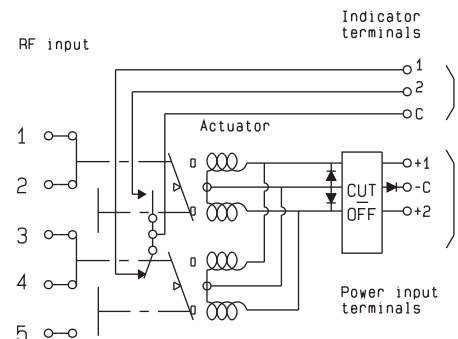 Indicator
terminals
RF input
1
2
C
Actuator
1
2
3
4
5
+1
-C
+2
CUT
OFF
Power input
terminals